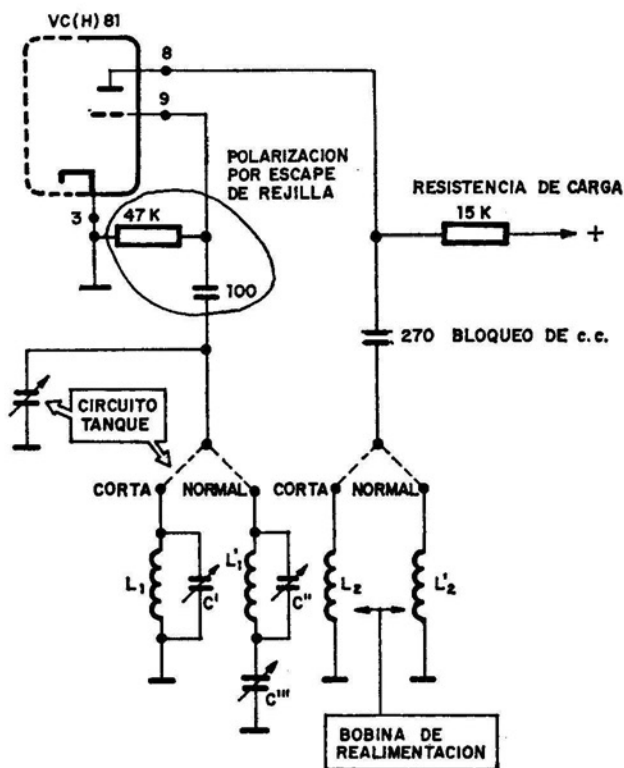 VC(H) 81
8
9
POLARIZACION
POR ESCAPE
DE REJILLA
3
47 K
100
RESISTENCIA DE CARGA
15 K
+
270 BLOQUEO DE c.c.
CIRCUITO
TANQUE
CORTA
NORMAL
CORTA
NORMAL
L₁
C'
L'₁
C"
C'''
L₂
L'₂
BOBINA DE
REALIMENTACION